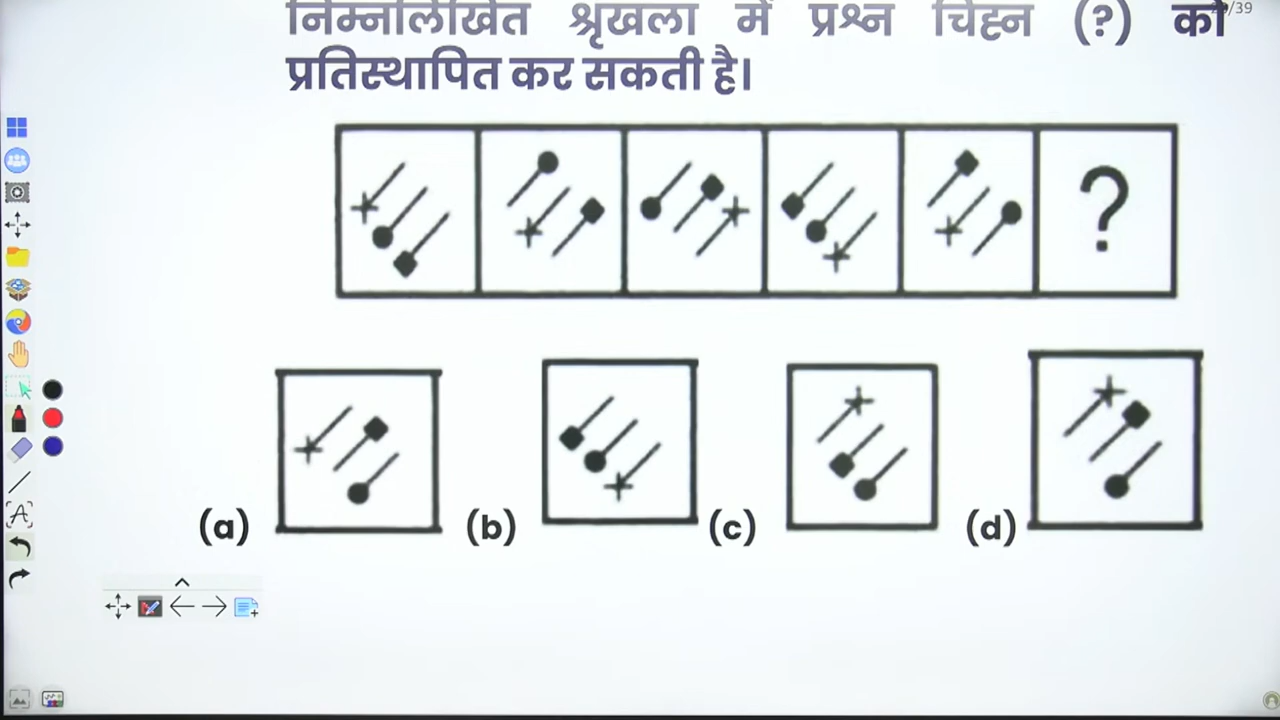 निम्नलिखित श्रृंखला में प्रश्न चिह्न (?) को
प्रतिस्थापित कर सकती है।
?
(a) (b) (c) (d)